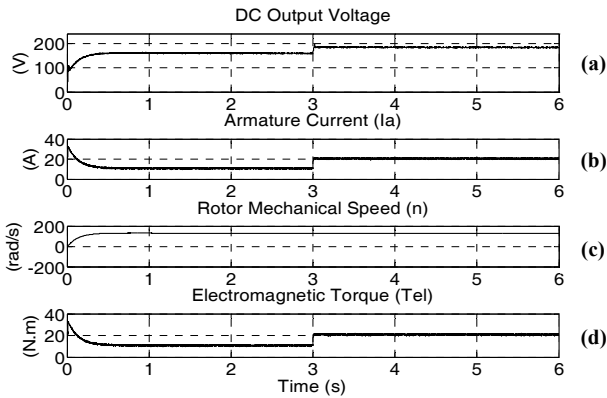 DC Output Voltage
200
100
0
(V)
(a)
0 1 2 3 4 5 6
Armature Current (Ia)
40
20
0
(A)
(b)
0 1 2 3 4 5 6
Rotor Mechanical Speed (n)
200
0
-200
(rad/s)
(c)
0 1 2 3 4 5 6
Electromagnetic Torque (Tel)
40
20
0
(N.m)
(d)
0 1 2 3 4 5 6
Time (s)